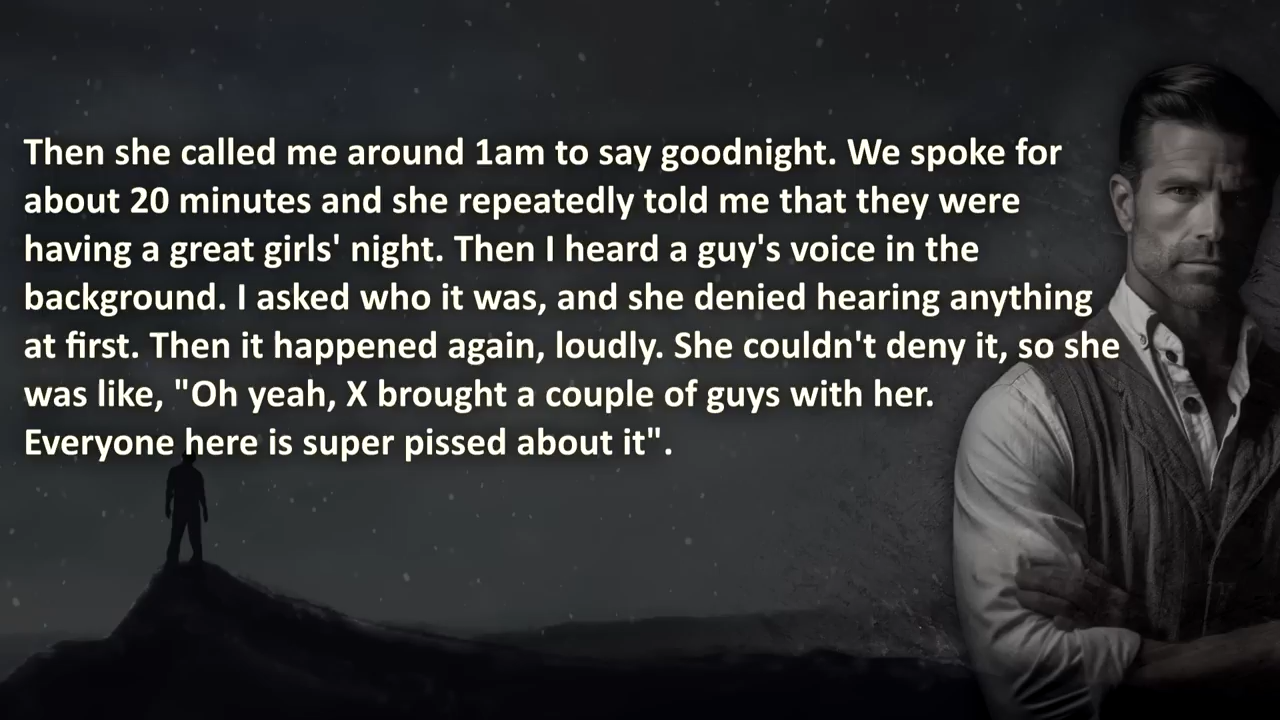 Then she called me around 1am to say goodnight. We spoke for
about 20 minutes and she repeatedly told me that they were
having a great girls' night. Then I heard a guy's voice in the
background. I asked who it was, and she denied hearing anything
at first. Then it happened again, loudly. She couldn't deny it, so she
was like, "Oh yeah, X brought a couple of guys with her.
Everyone here is super pissed about it".